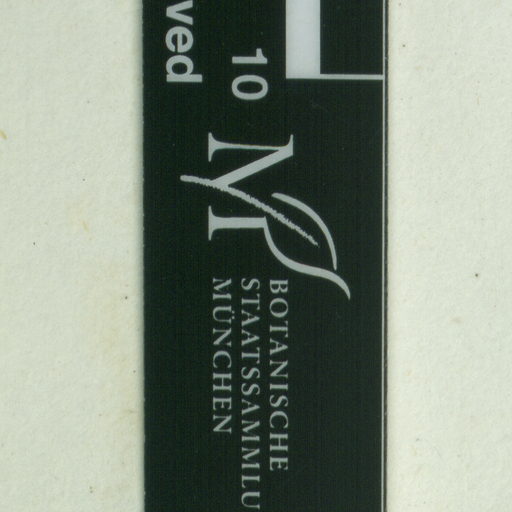 10
ved
BOTANISCHE
STAATSSAMMLU
MÜNCHEN